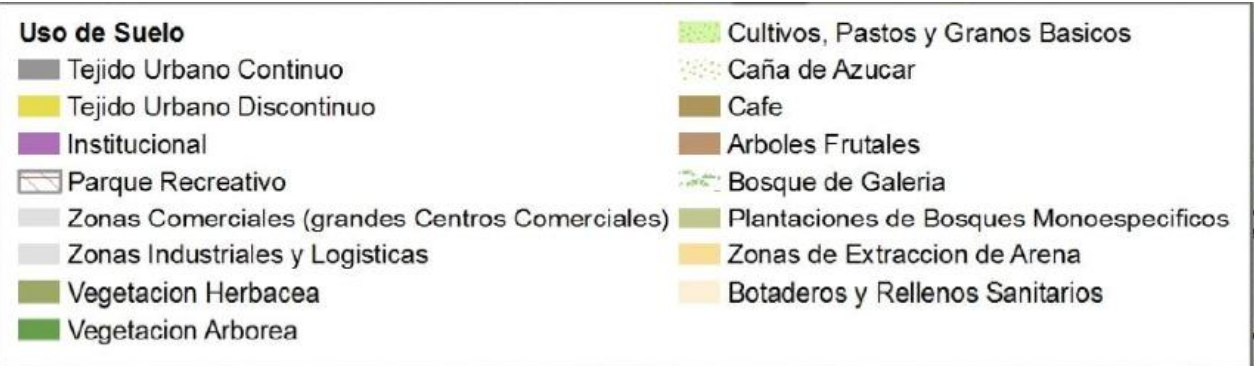 Uso de Suelo
Tejido Urbano Continuo
Tejido Urbano Discontinuo
Institucional
Parque Recreativo
Zonas Comerciales (grandes Centros Comerciales)
Zonas Industriales y Logisticas
Vegetacion Herbacea
Vegetacion Arborea
Cultivos, Pastos y Granos Basicos
Caña de Azucar
Cafe
Arboles Frutales
Bosque de Galeria
Plantaciones de Bosques Monoespecificos
Zonas de Extraccion de Arena
Botaderos y Rellenos Sanitarios